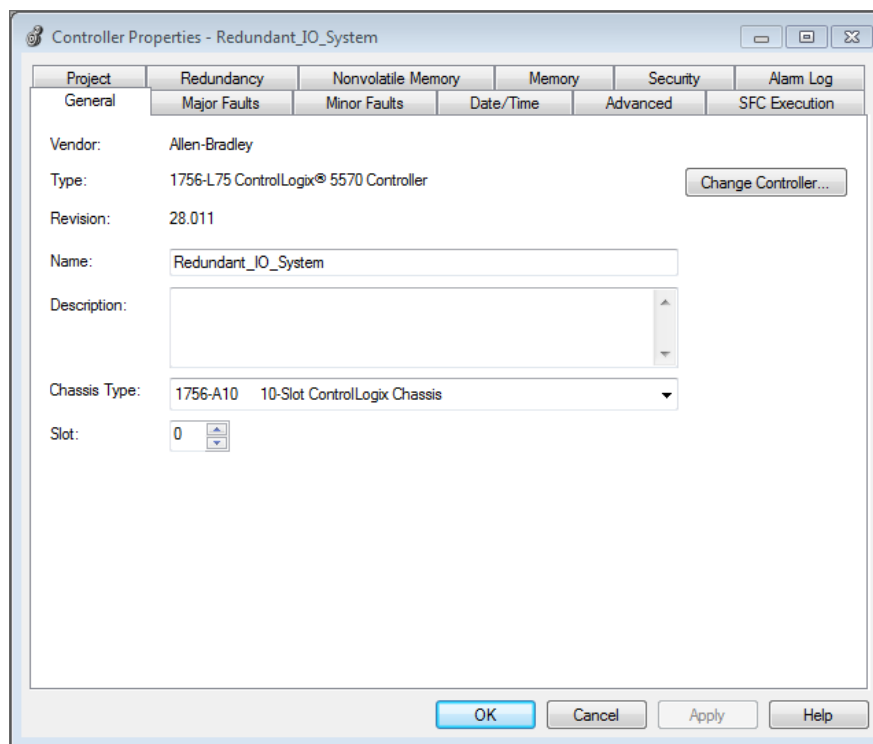 Controller Properties - Redundant_IO_System
Project Redundancy Nonvolatile Memory Memory Security Alarm Log
General Major Faults Minor Faults Date/Time Advanced SFC Execution
Vendor: Allen-Bradley
Type: 1756-L75 ControlLogix® 5570 Controller Change Controller...
Revision: 28.011
Name: Redundant_IO_System
Description:
Chassis Type: 1756-A10 10-Slot ControlLogix Chassis
Slot: 0
OK Cancel Apply Help